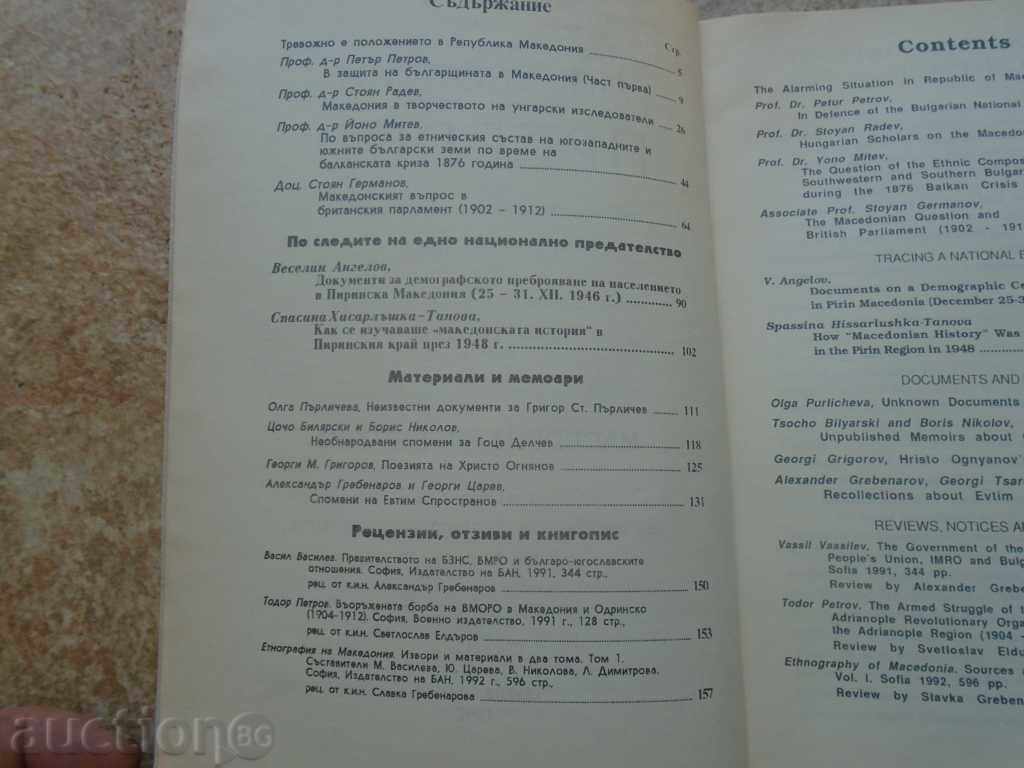 Съдържание
Стр.
Тревожно е положението в Република Македония 5
Проф. д-р Петър Петров,
В защита на българщината в Македония (Част първа) 9
Проф. д-р Стоян Радев,
Македония в творчеството на унгарски изследователи 26
Проф. д-р Йоно Митев,
По въпроса за етническия състав на югозападните и
южните български земи по време на
балканската криза 1876 година 44
Доц. Стоян Германов,
Македонският въпрос в
британския парламент (1902 - 1912) 64
По следите на едно национално предателство
Веселин Ангелов,
Документи за демографското преброяване на населението
в Пиринска Македония (25 - 31. XII. 1946 г.) 90
Спасина Хисарлъшка-Танова,
Как се изучаваше „македонската история" в
Пиринския край през 1948 г. 102
Материали и мемоари
Олга Пърличева, Неизвестни документи за Григор Ст. Пърличев 111
Цочо Билярски и Борис Николов,
Необнародвани спомени за Гоце Делчев 118
Георги М. Григоров, Поезията на Христо Огнянов 125
Александър Гребенаров и Георги Царев,
Спомени на Евтим Спространов 131
Рецензии, отзиви и книгопис
Васил Василев. Правителството на БЗНС, ВМРО и българо-югославските
отношения. София, Издателство на БАН, 1991, 344 стр.,
рец. от к.и.н. Александър Гребенаров 150
Тодор Петров. Въоръжената борба на ВМОРО в Македония и Одринско
(1904-1912). София, Военно издателство, 1991 г., 128 стр.,
рец. от к.и.н. Светлослав Елдъров 153
Етнография на Македония. Извори и материали в два тома. Том 1.
Съставители М. Василева, Ю. Царева, В. Николова, Л. Димитрова.
София, Издателство на БАН, 1992 г., 596 стр.,
рец. от к.и.н. Славка Гребенарова 157
Contents
The Alarming Situation in Republic of
Prof. Dr. Petur Petrov,
In Defence of the Bulgarian National
Prof. Dr. Stoyan Radev,
Hungarian Scholars on the
Prof. Dr. Yono Mitev,
The Question of the Ethnic
Southwestern and Southern
during the 1876 Balkan Crisis
Associate Prof. Stoyan Germanov,
The Macedonian Question and
British Parliament (1902 -
TRACING A NATIONAL
V. Angelov,
Documents on a Demographic
in Pirin Macedonia (December
Spassina Hissarlushka-Tanova
How "Macedonian History" Was
in the Pirin Region in 1948
DOCUMENTS AND
Olga Purlicheva, Unknown Documents
Tsocho Bilyarski and Boris Nikolov,
Unpublished Memoirs about
Georgi Grigorov, Hristo Ognyanov's
Alexander Grebenarov, Georgi
Recollections about Evtim
REVIEWS, NOTICES
Vassil Vassilev, The Government of the
People's Union, IMRO and
Sofia 1991, 344 pp.
Review by Alexander
Todor Petrov. The Armed Struggle of
Adrianople Revolutionary
the Adrianople Region (1904 -
Review by Svetloslav
Ethnography of Macedonia. Sources
Vol. I. Sofia 1992, 596 pp.
Review by Slavka
auction BG